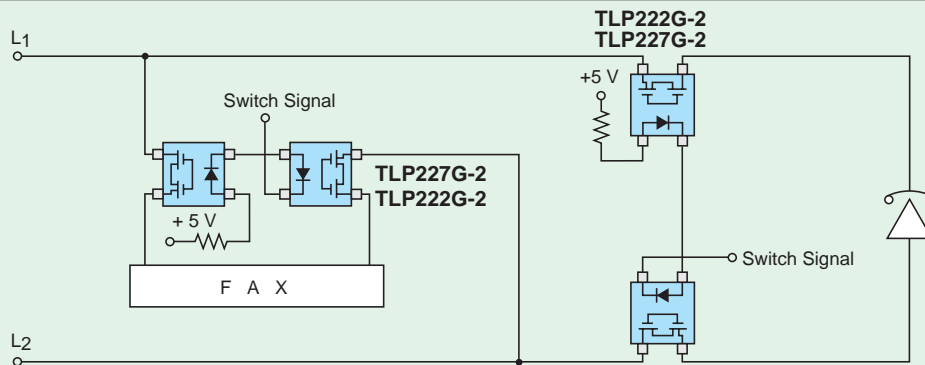 TLP222G-2
TLP227G-2
L1
+5 V
Switch Signal
TLP227G-2
TLP222G-2
+ 5 V
F A X
Switch Signal
L2